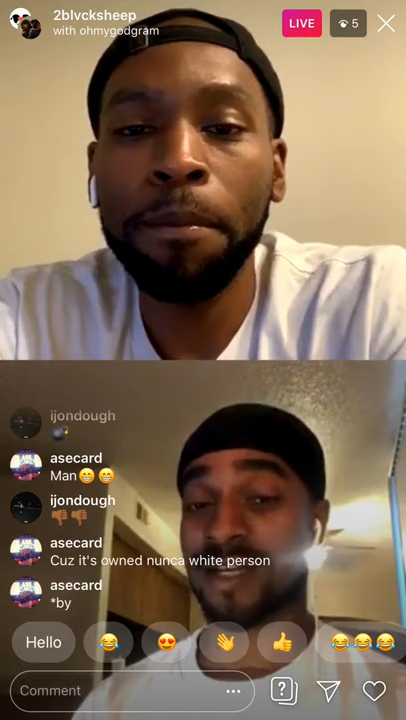 2blvcksheep
with ohmygodgram
LIVE
5
ijondough
💣
asecard
Man😁😁
ijondough
👎🏾👎🏾
asecard
Cuz it's owned nunca white person
asecard
*by
Hello 😂 😍 👋 👍 😂😂😂
Comment ...
?